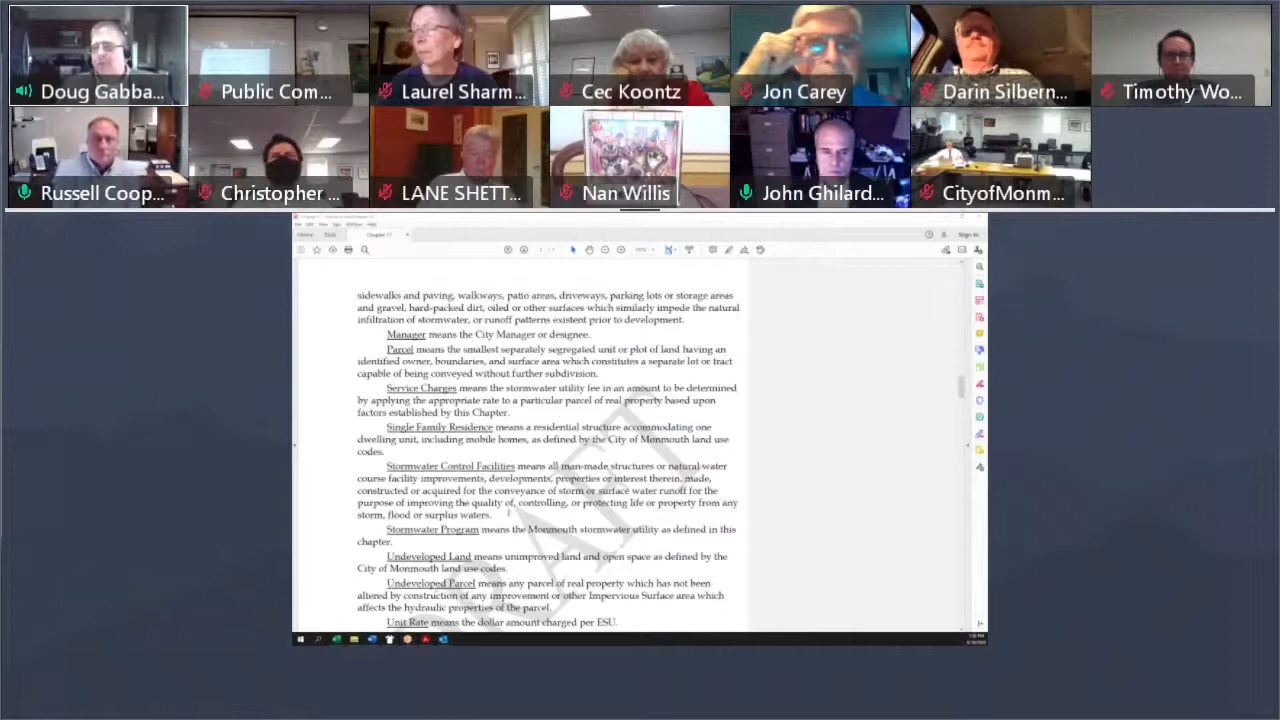 Doug Gabba...
Public Com...
Laurel Sharm...
Cec Koontz
Jon Carey
Darin Silbern...
Timothy Wo...
Russell Coop...
Christopher ...
LANE SHETT...
Nan Willis
John Ghilard...
CityofMonm...
Home Tools Chapter 11
Sign In
sidewalks and paving, walkways, patio areas, driveways, parking lots or storage areas
and gravel, hard-packed dirt, oiled or other surfaces which similarly impede the natural
infiltration of stormwater, or runoff patterns existent prior to development.
Manager means the City Manager or designee.
Parcel means the smallest separately segregated unit or plot of land having an
identified owner, boundaries, and surface area which constitutes a separate lot or tract
capable of being conveyed without further subdivision.
Service Charges means the stormwater utility fee in an amount to be determined
by applying the appropriate rate to a particular parcel of real property based upon
factors established by this Chapter.
Single Family Residence means a residential structure accommodating one
dwelling unit, including mobile homes, as defined by the City of Monmouth land use
codes.
Stormwater Control Facilities means all man-made structures or natural water
course facility improvements, developments, properties or interest therein, made,
constructed or acquired for the conveyance of storm or surface water runoff for the
purpose of improving the quality of, controlling, or protecting life or property from any
storm, flood or surplus waters.
Stormwater Program means the Monmouth stormwater utility as defined in this
chapter.
Undeveloped Land means unimproved land and open space as defined by the
City of Monmouth land use codes.
Undeveloped Parcel means any parcel of real property which has not been
altered by construction of any improvement or other Impervious Surface area which
affects the hydraulic properties of the parcel.
Unit Rate means the dollar amount charged per ESU.
DRAFT